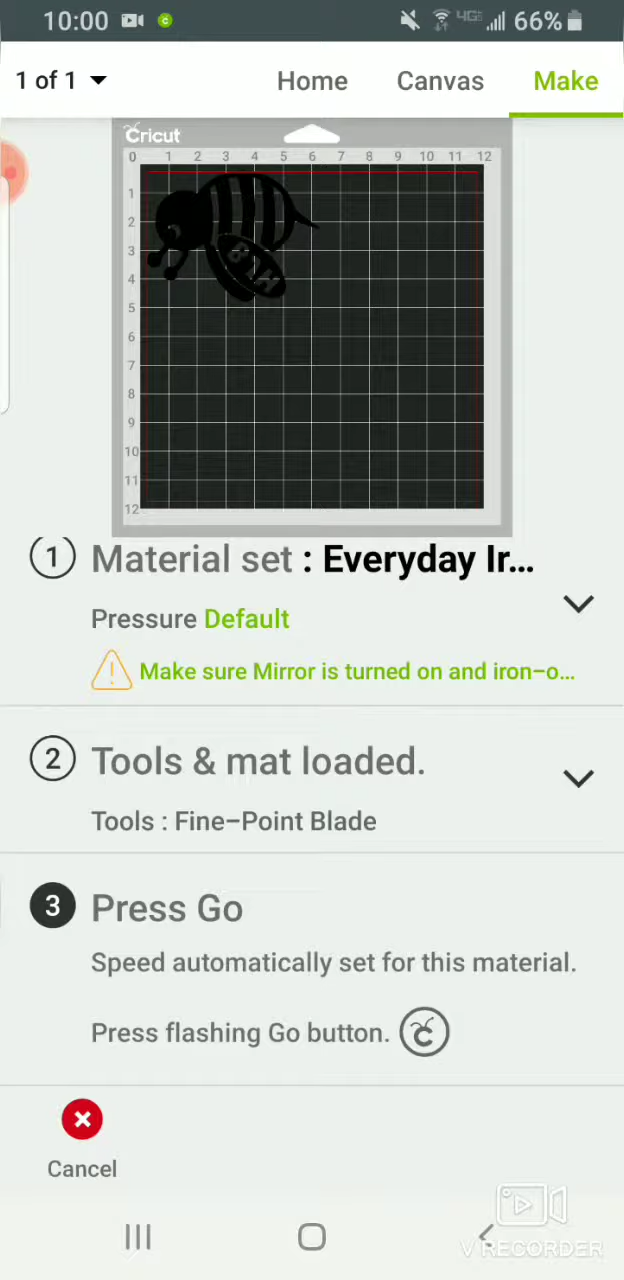 10:00 66%
1 of 1 Home Canvas Make
Cricut
0 1 2 3 4 5 6 7 8 9 10 11 12
1
2
3
4
5
6
7
8
9
10
11
12
1 Material set : Everyday Ir...
Pressure Default
Make sure Mirror is turned on and iron-o...
2 Tools & mat loaded.
Tools : Fine-Point Blade
3 Press Go
Speed automatically set for this material.
Press flashing Go button.
Cancel
V RECORDER